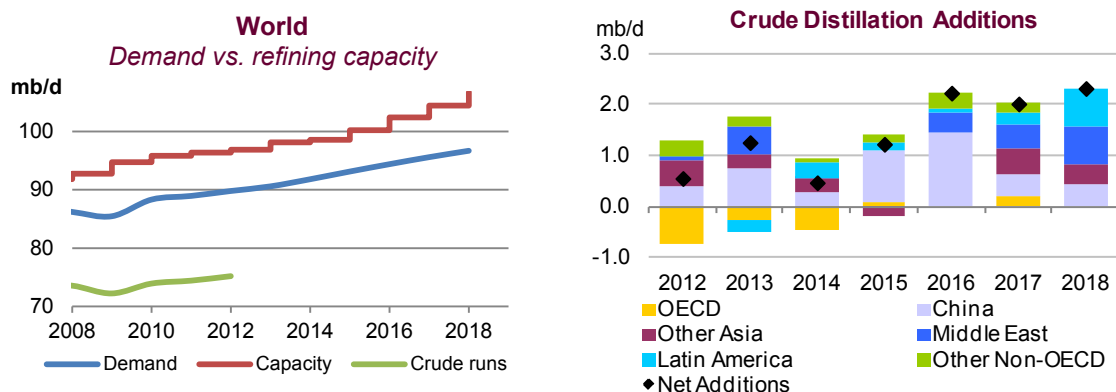 World
Demand vs. refining capacity
mb/d
100
90
80
70
2008 2010 2012 2014 2016 2018
Demand Capacity Crude runs
Crude Distillation Additions
mb/d
3.0
2.0
1.0
0.0
-1.0
2012 2013 2014 2015 2016 2017 2018
OECD China
Other Asia Middle East
Latin America Other Non-OECD
Net Additions